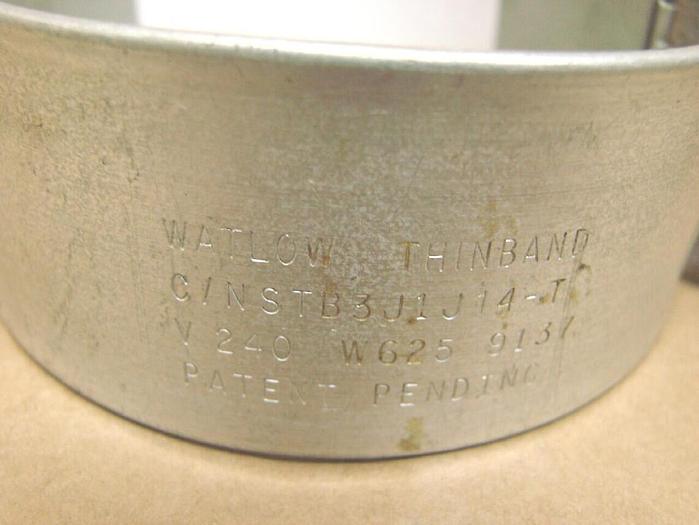 WATLOW THINBAND
C/NSTB3J1J14-T
V 240 W625 9137
PATENT PENDING